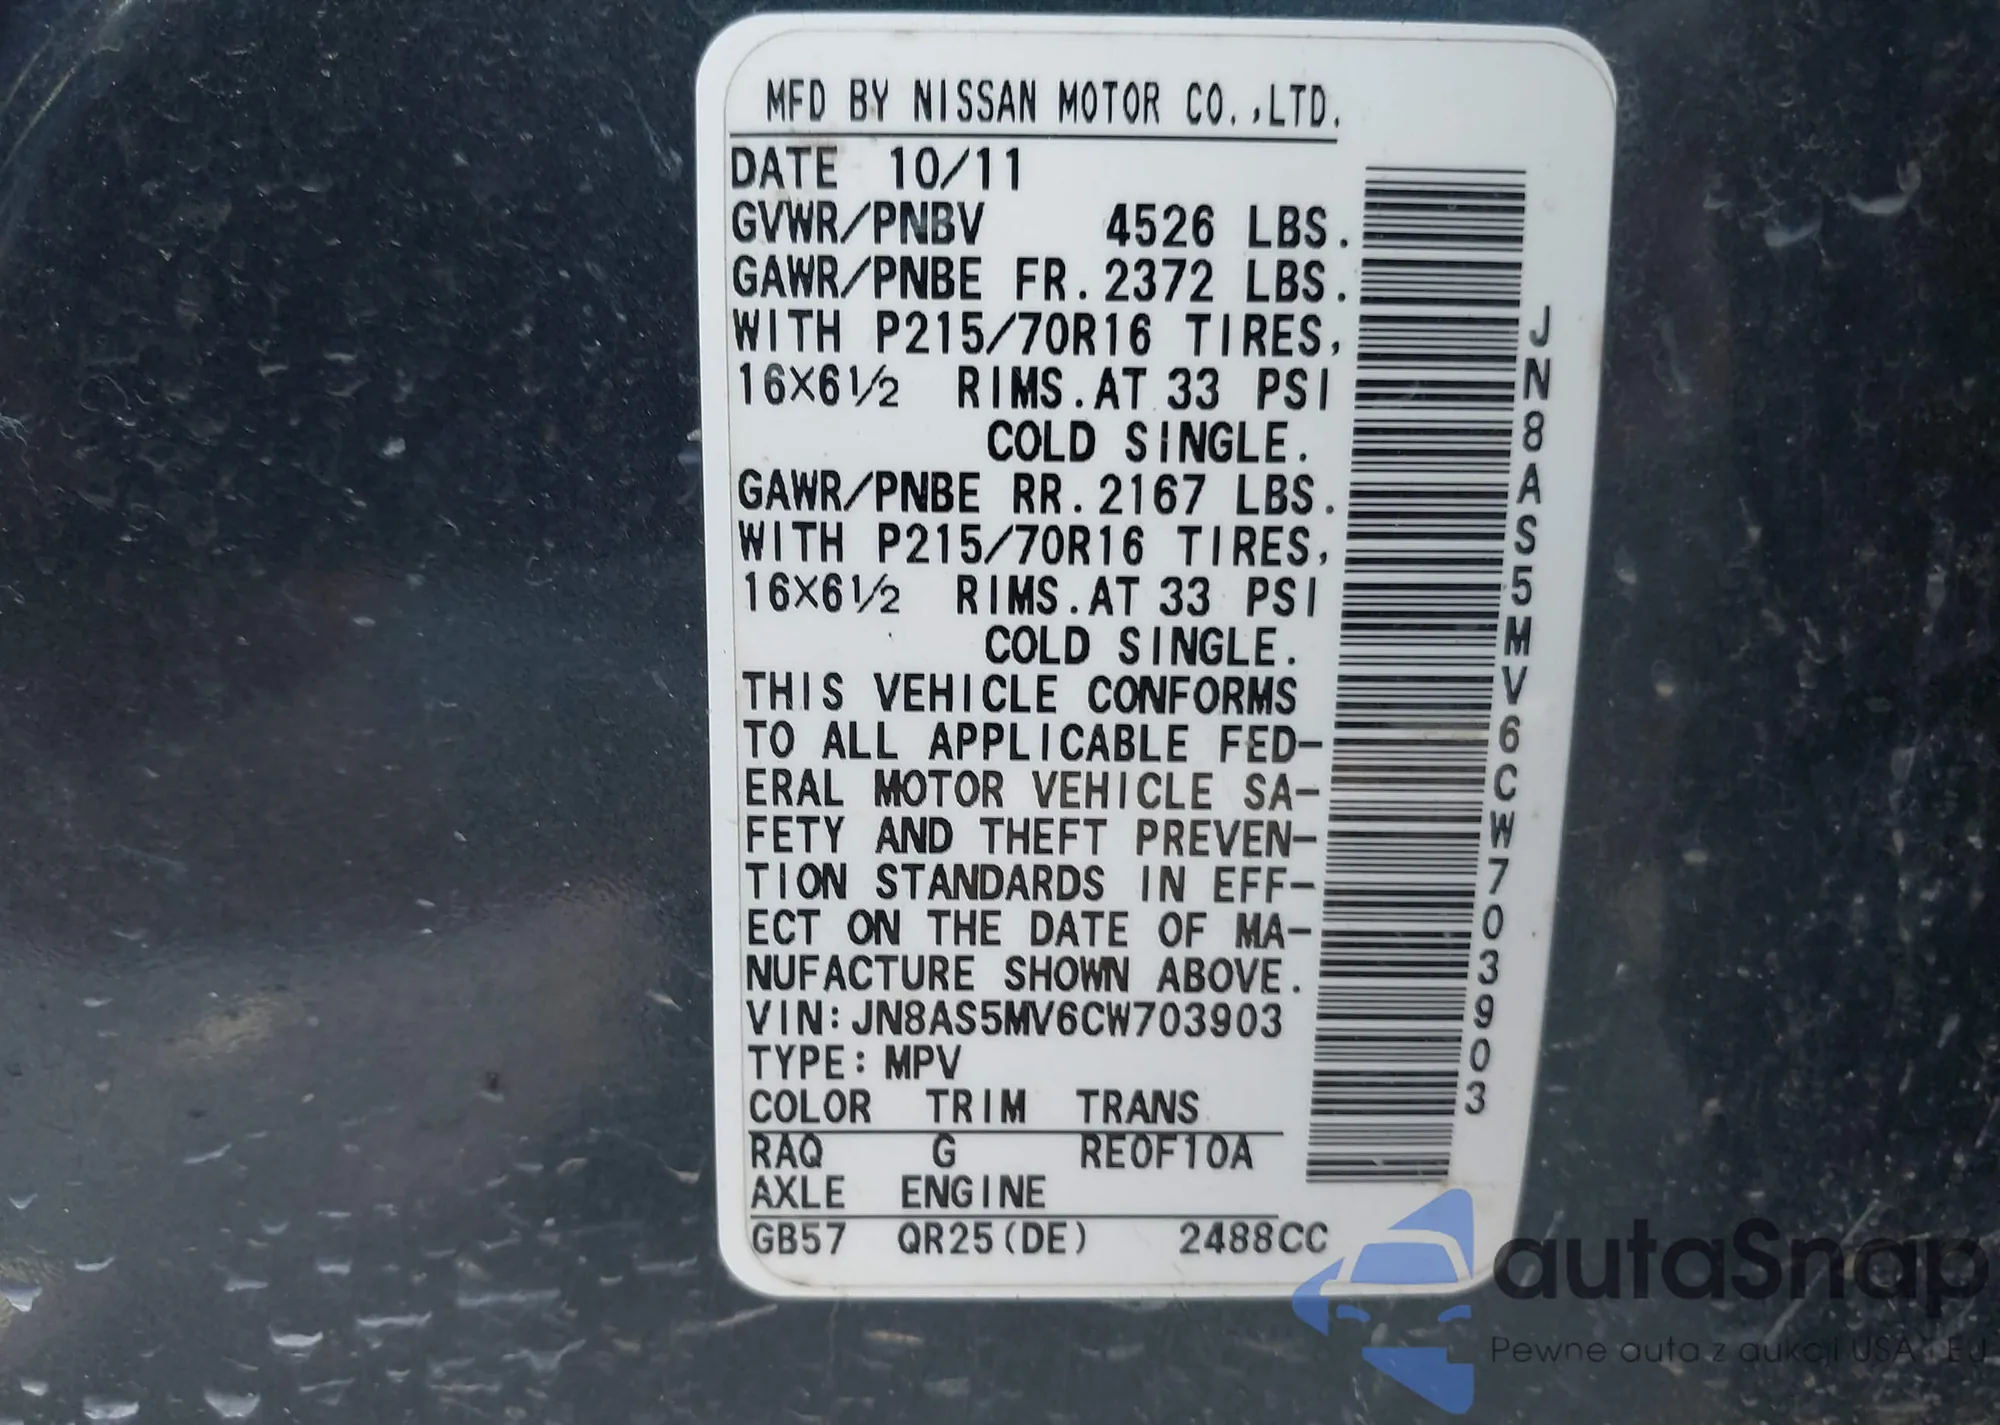 MFD BY NISSAN MOTOR CO.,LTD.
DATE 10/11
GVWR/PNBV 4526 LBS.
GAWR/PNBE FR.2372 LBS.
WITH P215/70R16 TIRES,
16X6½ RIMS.AT 33 PSI
COLD SINGLE.
GAWR/PNBE RR.2167 LBS.
WITH P215/70R16 TIRES,
16X6½ RIMS.AT 33 PSI
COLD SINGLE.
THIS VEHICLE CONFORMS
TO ALL APPLICABLE FED-
ERAL MOTOR VEHICLE SA-
FETY AND THEFT PREVEN-
TION STANDARDS IN EFF-
ECT ON THE DATE OF MA-
NUFACTURE SHOWN ABOVE.
VIN:JN8AS5MV6CW703903
TYPE:MPV
COLOR TRIM TRANS
RAQ G RE0F10A
AXLE ENGINE
GB57 QR25(DE) 2488CC
JN8AS5MV6CW703903
autaSnap
Pewne auta z aukcji USA i EU